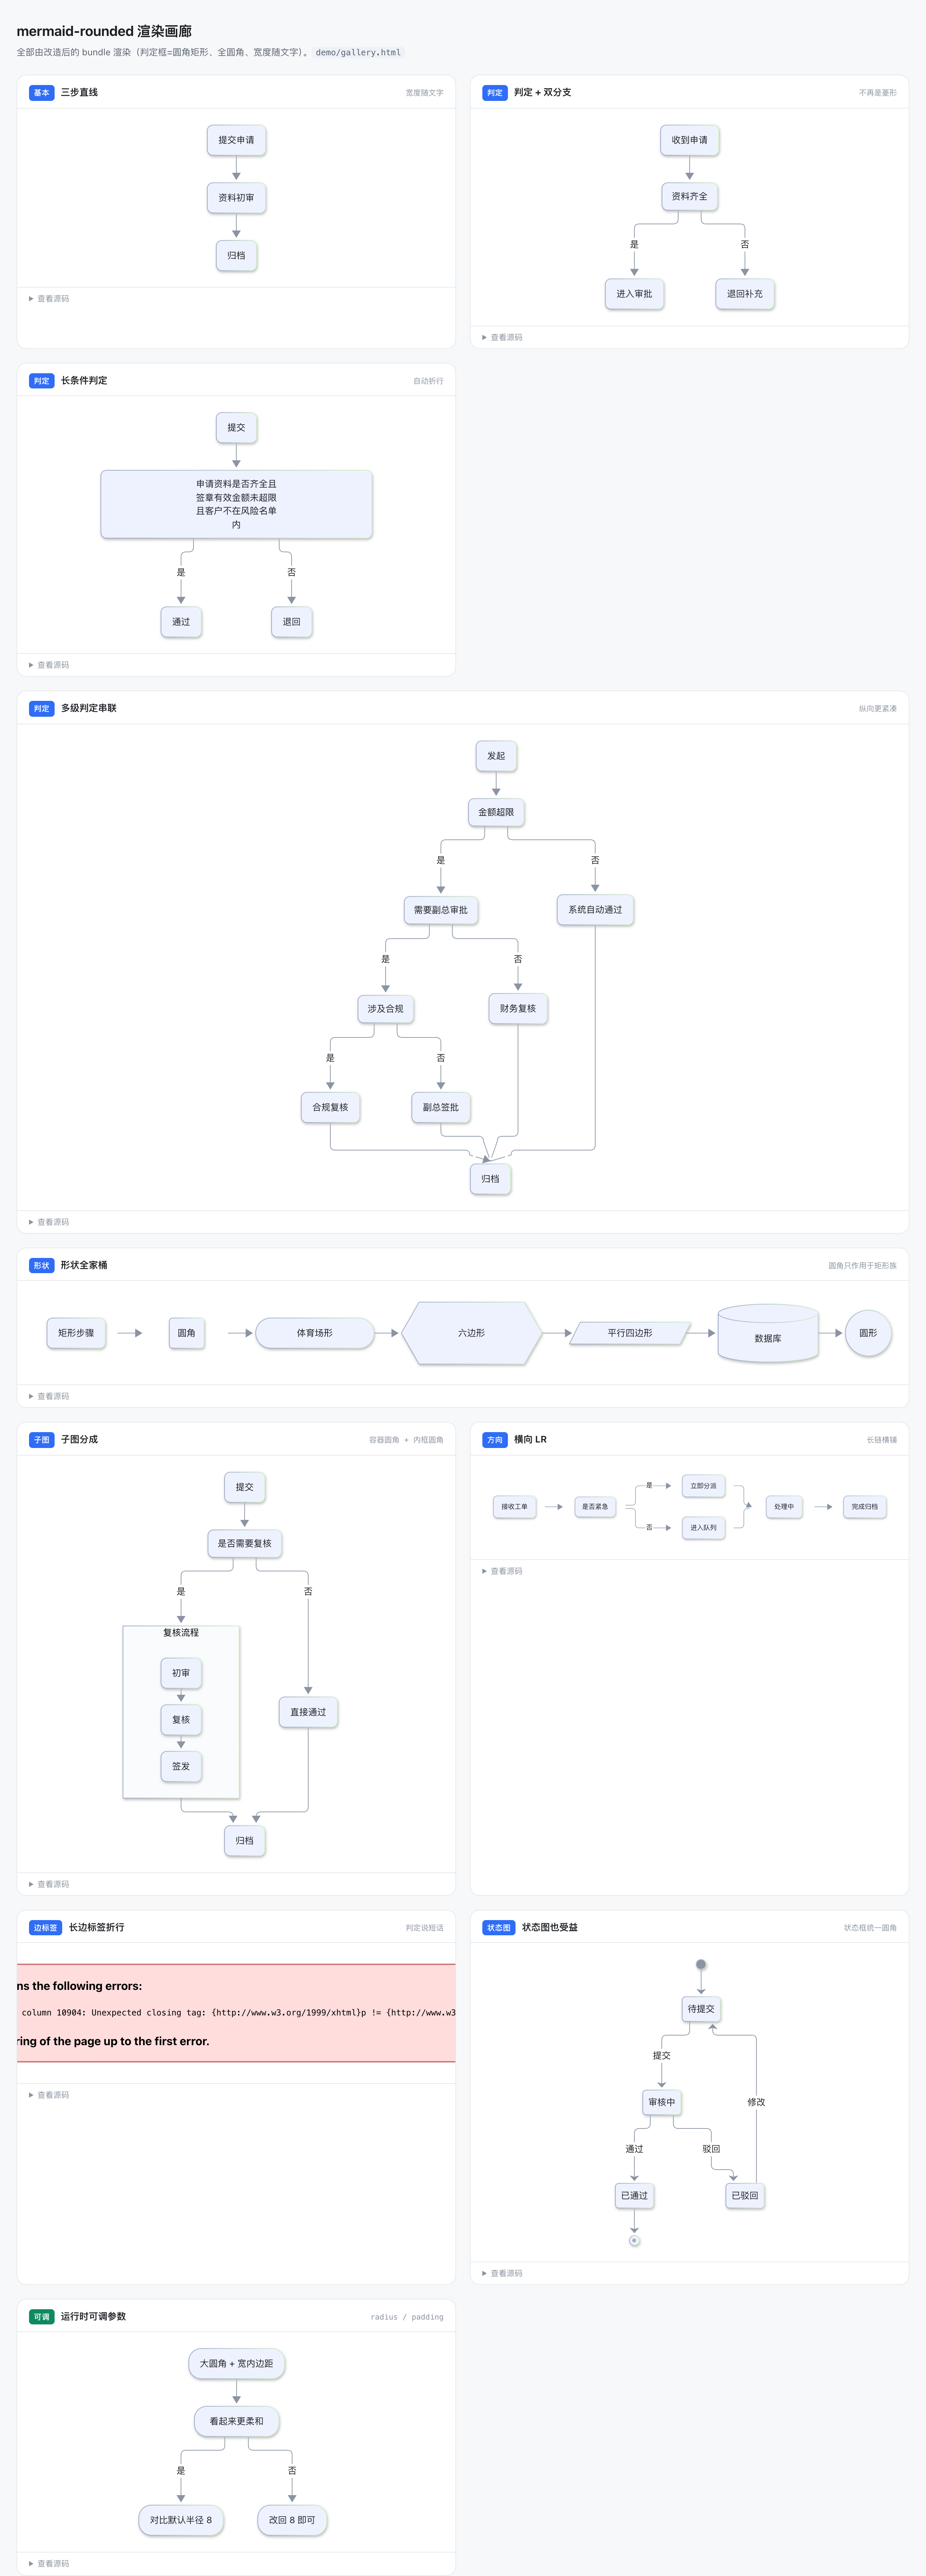 mermaid-rounded 渲染画廊
全部由改造后的 bundle 渲染（判定框=圆角矩形、全圆角、宽度随文字）。 demo/gallery.html
基本 三步直线 宽度随文字
提交申请
资料初审
归档
▶ 查看源码
判定 判定 + 双分支 不再是菱形
收到申请
资料齐全
是 否
进入审批 退回补充
▶ 查看源码
判定 长条件判定 自动折行
提交
申请资料是否齐全且
签章有效金额未超限
且客户不在风险名单
内
是 否
通过 退回
▶ 查看源码
判定 多级判定串联 纵向更紧凑
发起
金额超限
是 否
需要副总审批 系统自动通过
是 否
涉及合规 财务复核
是 否
合规复核 副总签批
归档
▶ 查看源码
形状 形状全家桶 圆角只作用于矩形族
矩形步骤 圆角 体育场形 六边形 平行四边形 数据库 圆形
▶ 查看源码
子图 子图分成 容器圆角 + 内框圆角
提交
是否需要复核
是 否
复核流程
初审
复核
直接通过
签发
归档
▶ 查看源码
方向 横向 LR 长链横铺
接收工单 是否紧急 是 立即分派 处理中 完成归档
否 进入队列
▶ 查看源码
边标签 长边标签折行 判定说短话
ns the following errors:
column 10904: Unexpected closing tag: {http://www.w3.org/1999/xhtml}p != {http://www.w3
ring of the page up to the first error.
▶ 查看源码
状态图 状态图也受益 状态框统一圆角
待提交
提交
审核中 修改
通过 驳回
已通过 已驳回
▶ 查看源码
可调 运行时可调参数 radius / padding
大圆角 + 宽内边距
看起来更柔和
是 否
对比默认半径 8 改回 8 即可
▶ 查看源码